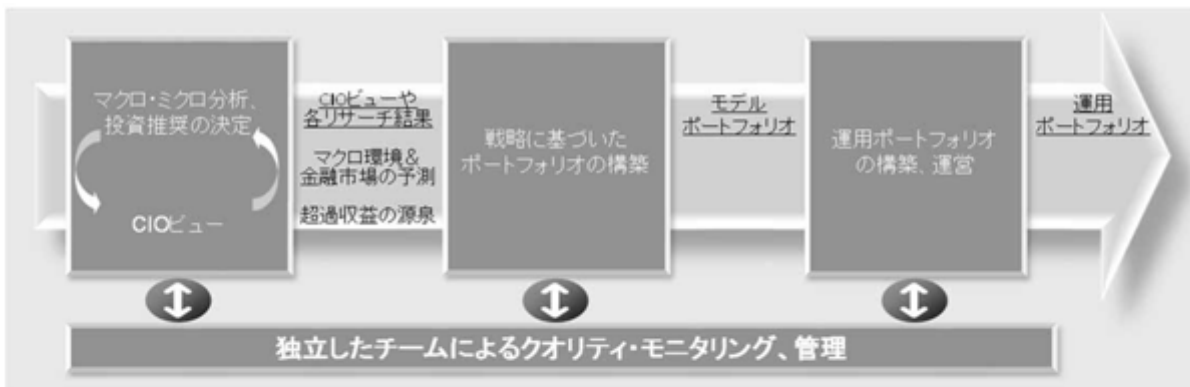 マクロ・ミクロ分析、
投資推奨の決定
CIOビュー
CIOビューや
各リサーチ結果
マクロ環境&
金融市場の予測
超過収益の源泉
戦略に基づいた
ポートフォリオの構築
モデル
ポートフォリオ
運用ポートフォリオ
の構築、運営
運用
ポートフォリオ
独立したチームによるクオリティ・モニタリング、管理